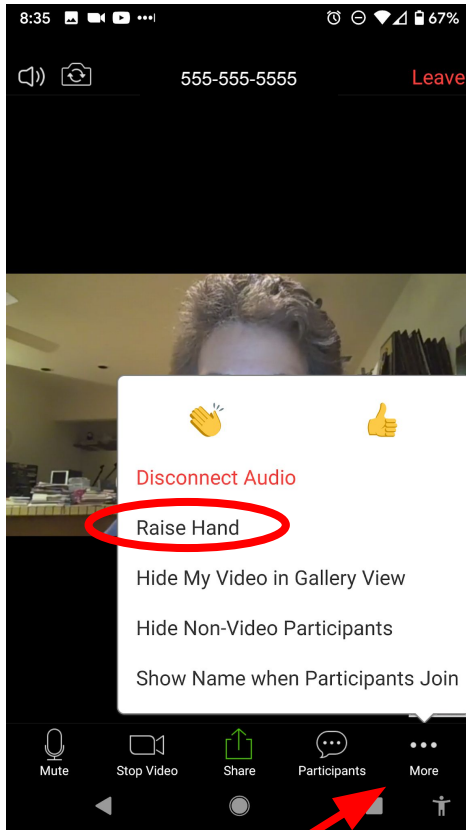 8:35 67%
555-555-5555 Leave
Disconnect Audio
Raise Hand
Hide My Video in Gallery View
Hide Non-Video Participants
Show Name when Participants Join
Mute Stop Video Share Participants More